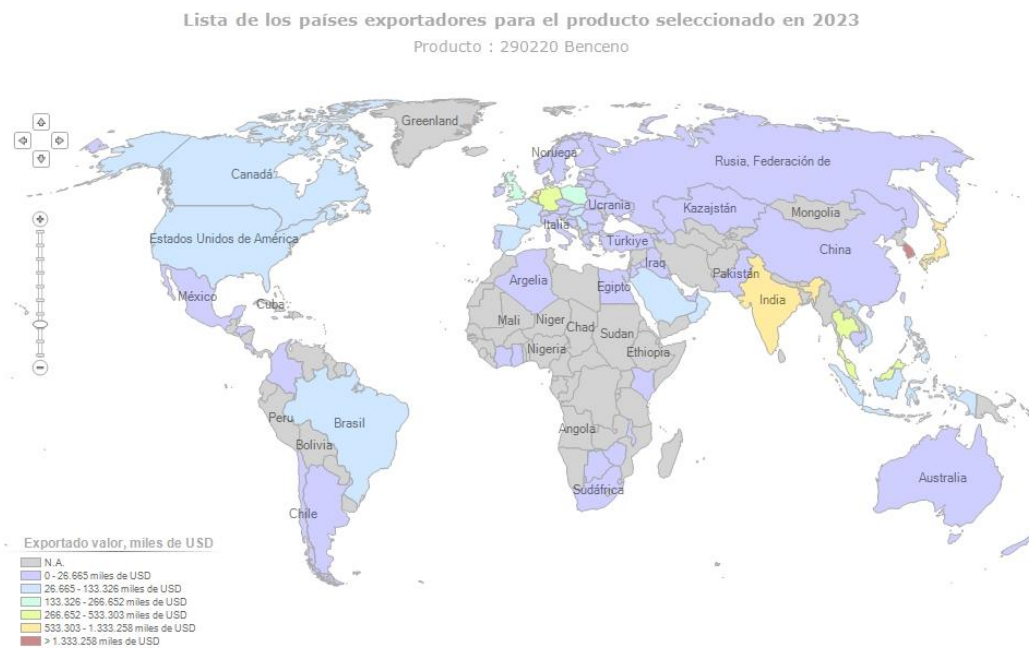 Lista de los países exportadores para el producto seleccionado en 2023
Producto : 290220 Benceno
Greenland
Canadá
Noruega
Rusia, Federación de
Ucrania
Kazajstán
Mongolia
Estados Unidos de América
Italia
Türkiye
China
Iraq
Pakistán
Argelia
Egipto
México
Cuba
India
Mali
Niger
Chad
Sudan
Nigeria
Ethiopia
Peru
Brasil
Angola
Bolivia
Australia
Sudáfrica
Chile
Exportado valor, miles de USD
N.A.
0 - 26.665 miles de USD
26.665 - 133.326 miles de USD
133.326 - 266.652 miles de USD
266.652 - 533.303 miles de USD
533.303 - 1.333.258 miles de USD
> 1.333.258 miles de USD